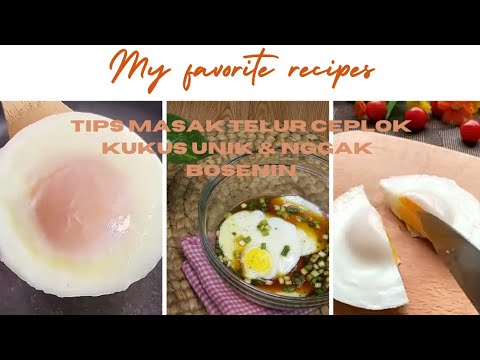 My favorite recipes
TIPS MASAK TELUR CEPLOK
KUKUS UNIK & NGGAK
BOSENIN